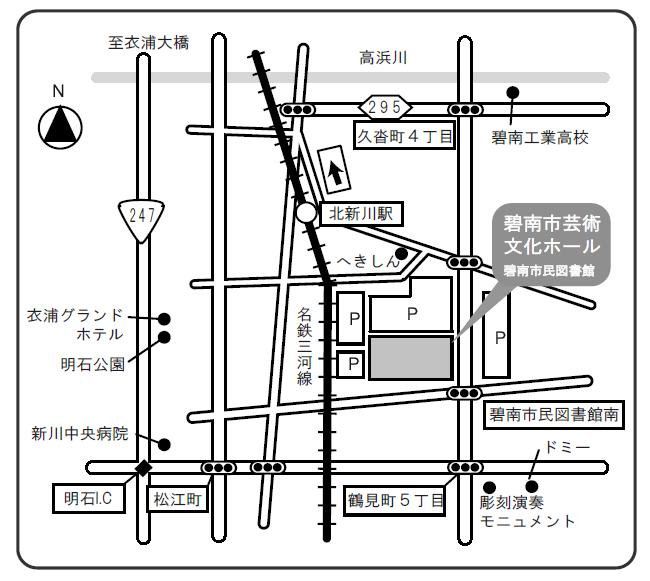 至衣浦大橋
高浜川
N
295
久沓町4丁目
碧南工業高校
247
北新川駅
碧南市芸術
文化ホール
碧南市民図書館
へきしん
P
P
P
P
名鉄三河線
衣浦グランド
ホテル
明石公園
碧南市民図書館南
新川中央病院
ドミー
明石I.C
松江町
鶴見町5丁目
彫刻演奏
モニュメント